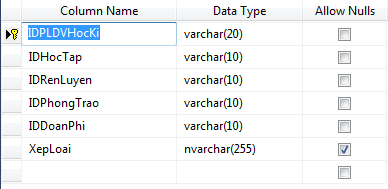 Column Name Data Type Allow Nulls
IDPLDVHocKi varchar(20)
IDHocTap varchar(10)
IDRenLuyen varchar(10)
IDPhongTrao varchar(10)
IDDoanPhi varchar(10)
XepLoai nvarchar(255)